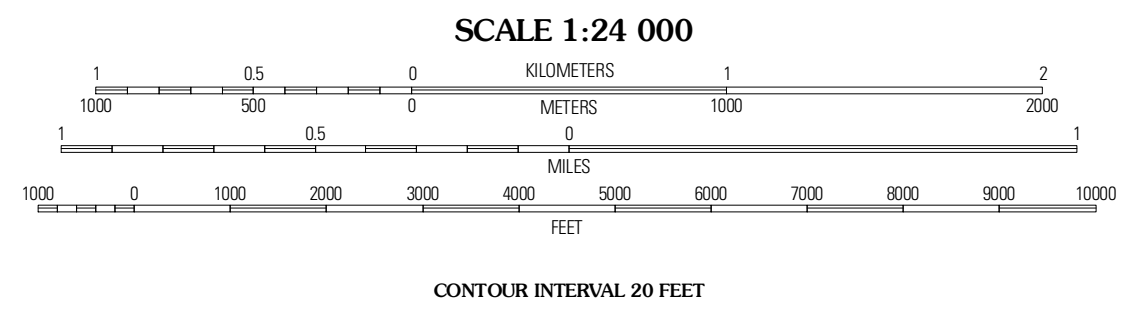 SCALE 1:24 000
1 0.5 0 KILOMETERS 1 2
1000 500 0 METERS 1000 2000
1 0.5 0 1
MILES
1000 0 1000 2000 3000 4000 5000 6000 7000 8000 9000 10000
FEET
CONTOUR INTERVAL 20 FEET